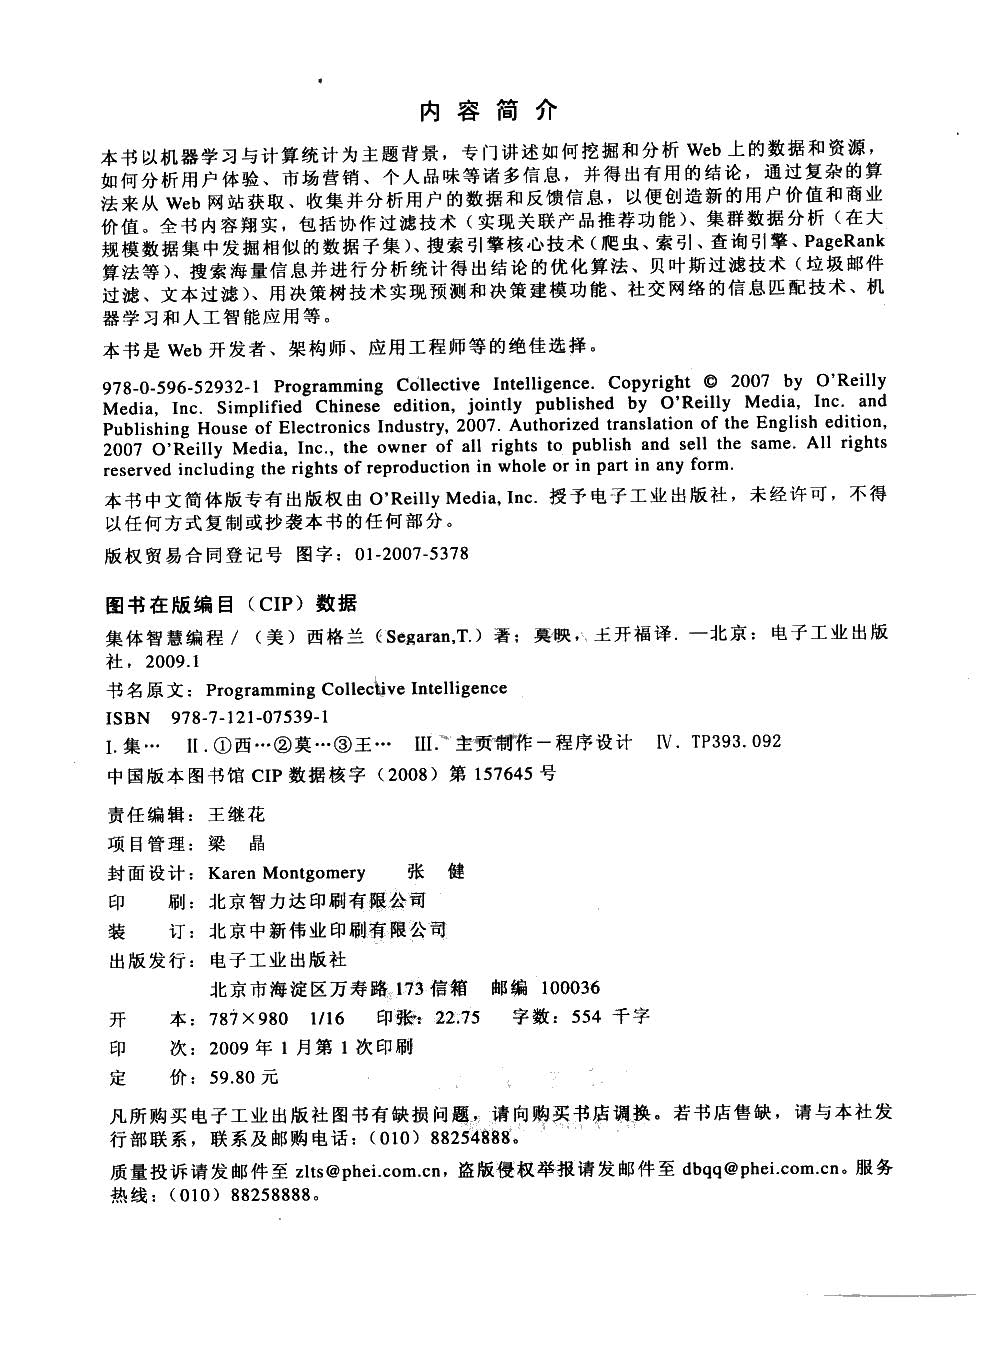 内容简介
本书以机器学习与计算统计为主题背景，专门讲述如何挖掘和分析 Web 上的数据和资源，
如何分析用户体验、市场营销、个人品味等诸多信息，并得出有用的结论，通过复杂的算
法来从 Web 网站获取、收集并分析用户的数据和反馈信息，以便创造新的用户价值和商业
价值。全书内容翔实，包括协作过滤技术（实现关联产品推荐功能）、集群数据分析（在大
规模数据集中发掘相似的数据子集）、搜索引擎核心技术（爬虫、索引、查询引擎、PageRank
算法等）、搜索海量信息并进行分析统计得出结论的优化算法、贝叶斯过滤技术（垃圾邮件
过滤、文本过滤）、用决策树技术实现预测和决策建模功能、社交网络的信息匹配技术、机
器学习和人工智能应用等。
本书是 Web 开发者、架构师、应用工程师等的绝佳选择。
978-0-596-52932-1 Programming Collective Intelligence. Copyright © 2007 by O'Reilly
Media, Inc. Simplified Chinese edition, jointly published by O'Reilly Media, Inc. and
Publishing House of Electronics Industry, 2007. Authorized translation of the English edition,
2007 O'Reilly Media, Inc., the owner of all rights to publish and sell the same. All rights
reserved including the rights of reproduction in whole or in part in any form.
本书中文简体版专有出版权由 O'Reilly Media, Inc. 授予电子工业出版社，未经许可，不得
以任何方式复制或抄袭本书的任何部分。
版权贸易合同登记号 图字：01-2007-5378
图书在版编目（CIP）数据
集体智慧编程 / （美）西格兰（Segaran,T.）著；莫映，王开福译. —北京：电子工业出版
社，2009.1
书名原文：Programming Collective Intelligence
ISBN 978-7-121-07539-1
Ⅰ.集… Ⅱ.①西…②莫…③王… Ⅲ. 主页制作－程序设计 Ⅳ. TP393.092
中国版本图书馆 CIP 数据核字（2008）第 157645 号
责任编辑：王继花
项目管理：梁 晶
封面设计：Karen Montgomery 张 健
印 刷：北京智力达印刷有限公司
装 订：北京中新伟业印刷有限公司
出版发行：电子工业出版社
北京市海淀区万寿路 173 信箱 邮编 100036
开 本：787×980 1/16 印张：22.75 字数：554 千字
印 次：2009 年 1 月第 1 次印刷
定 价：59.80 元
凡所购买电子工业出版社图书有缺损问题，请向购买书店调换。若书店售缺，请与本社发
行部联系，联系及邮购电话：（010）88254888。
质量投诉请发邮件至 zlts@phei.com.cn，盗版侵权举报请发邮件至 dbqq@phei.com.cn。服务
热线：（010）88258888。